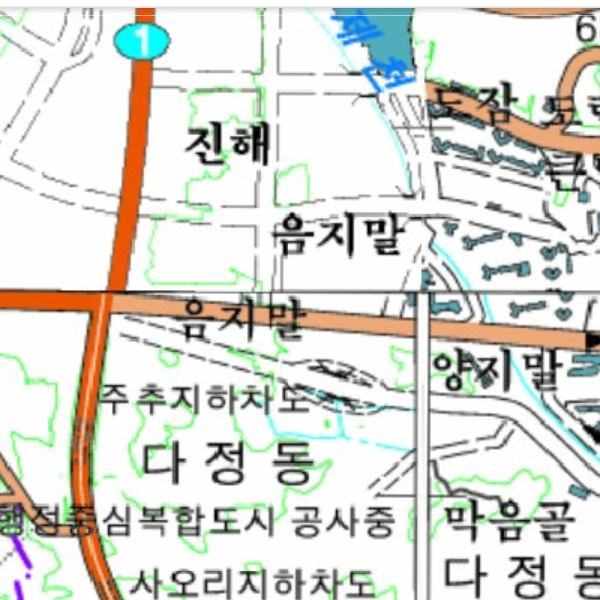 1
제천
6
도잠
진해
음지말
음지말
양지말
주추지하차도
다정동
행정중심복합도시 공사중
막음골
사오리지하차도
다정동